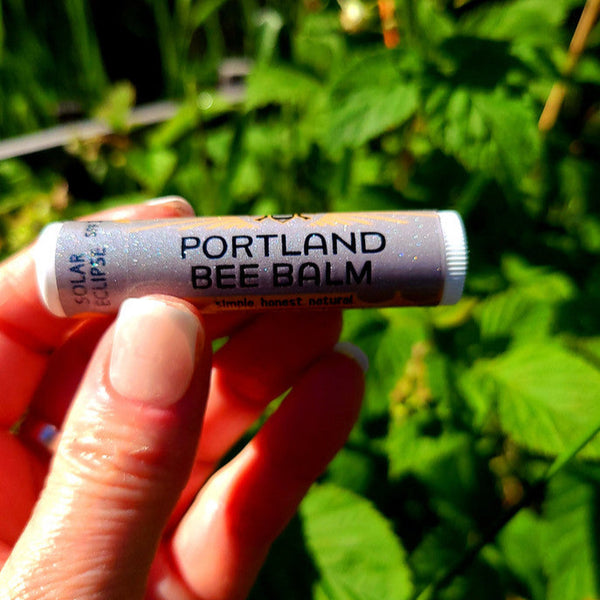 SOLAR
ECLIPSE
PORTLAND
BEE BALM
simple. honest. natural.